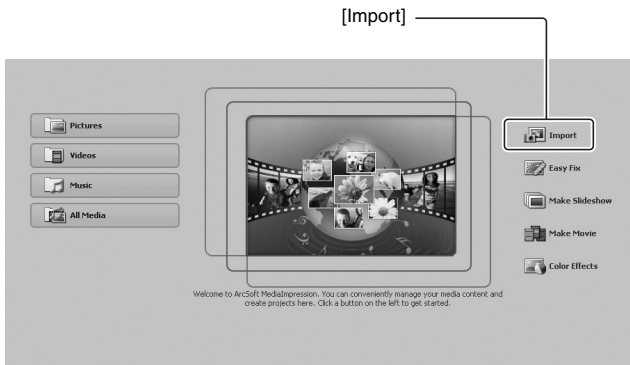 [Import]
Pictures
Videos
Music
All Media
Import
Easy Fix
Make Slideshow
Make Movie
Color Effects
Welcome to ArcSoft MediaImpression. You can conveniently manage your media content and
create projects here. Click a button on the left to get started.